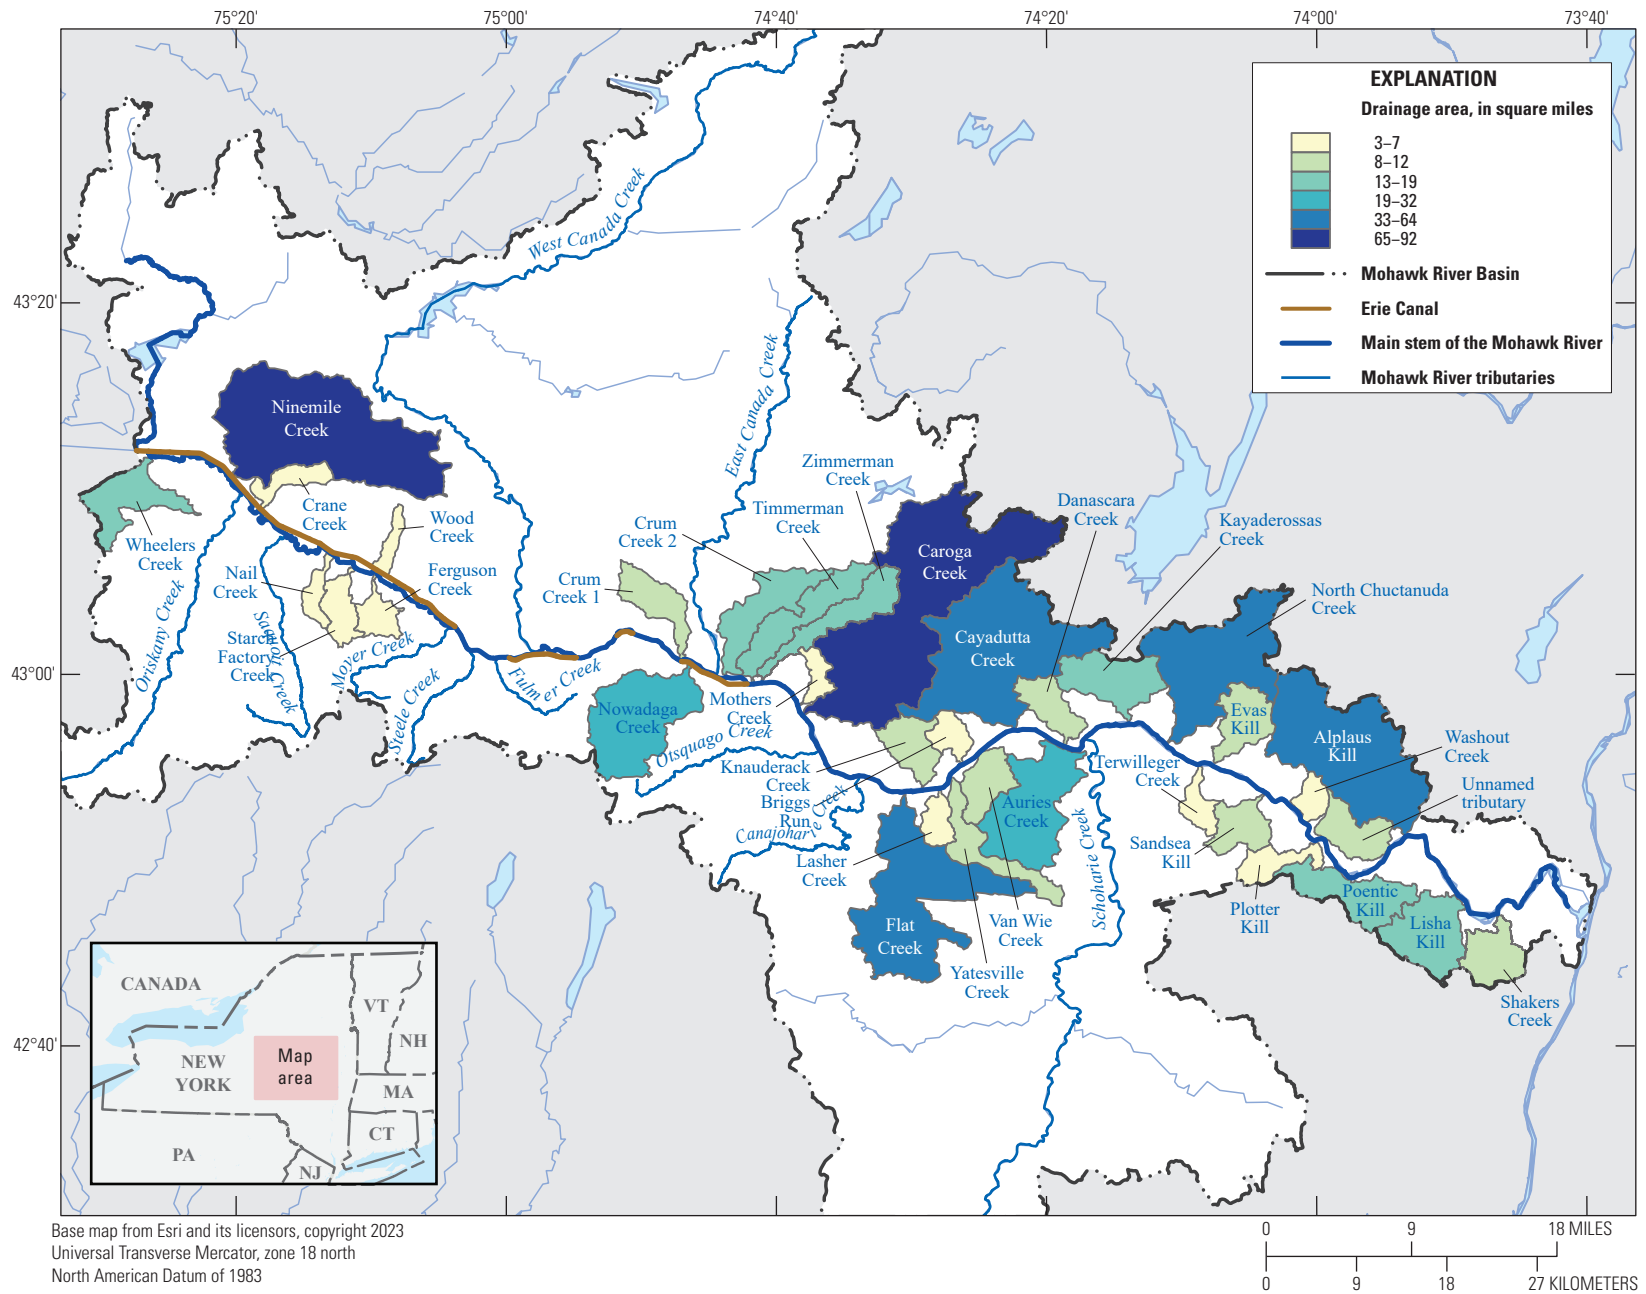 75°20'
75°00'
74°40'
74°20'
74°00'
73°40'
43°20'
43°00'
42°40'
EXPLANATION
Drainage area, in square miles
3–7
8–12
13–19
19–32
33–64
65–92
Mohawk River Basin
Erie Canal
Main stem of the Mohawk River
Mohawk River tributaries
West Canada Creek
East Canada Creek
Ninemile
Creek
Crane
Creek
Wood
Creek
Wheelers
Creek
Nail
Creek
Ferguson
Creek
Starch
Factory
Creek
Oriskany Creek
Sauquoit Creek
Moyer Creek
Steele Creek
Fulmer Creek
Crum
Creek 1
Crum
Creek 2
Timmerman
Creek
Zimmerman
Creek
Caroga
Creek
Danascara
Creek
Kayaderossas
Creek
North Chuctanuda
Creek
Cayadutta
Creek
Nowadaga
Creek
Mothers
Creek
Otsquago Creek
Knauderack
Creek
Briggs
Run
Canajoharie Creek
Lasher
Creek
Auries
Creek
Flat
Creek
Van Wie
Creek
Yatesville
Creek
Schoharie Creek
Terwilleger
Creek
Evas
Kill
Alplaus
Kill
Washout
Creek
Unnamed
tributary
Sandsea
Kill
Plotter
Kill
Poentic
Kill
Lisha
Kill
Shakers
Creek
CANADA
VT
NH
NEW
YORK
Map
area
MA
CT
PA
NJ
Base map from Esri and its licensors, copyright 2023
Universal Transverse Mercator, zone 18 north
North American Datum of 1983
0 9 18 MILES
0 9 18 27 KILOMETERS